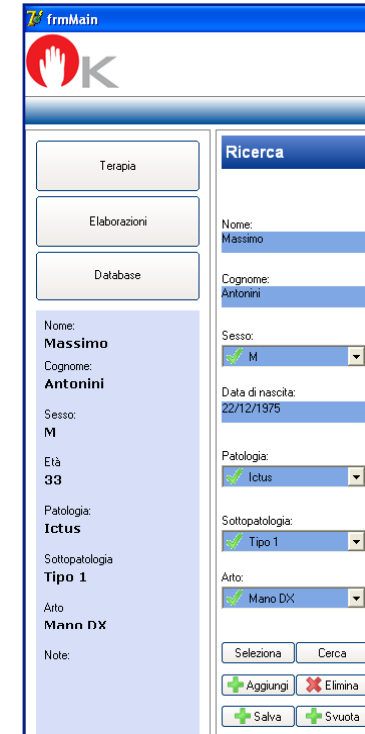 frmMain
K
Terapia
Elaborazioni
Database
Nome:
Massimo
Cognome:
Antonini
Sesso:
M
Età
33
Patologia:
Ictus
Sottopatologia
Tipo 1
Arto
Mano DX
Note:
Ricerca
Nome:
Massimo
Cognome:
Antonini
Sesso:
M
Data di nascita:
22/12/1975
Patologia:
Ictus
Sottopatologia:
Tipo 1
Arto:
Mano DX
Seleziona Cerca
Aggiungi Elimina
Salva Svuota